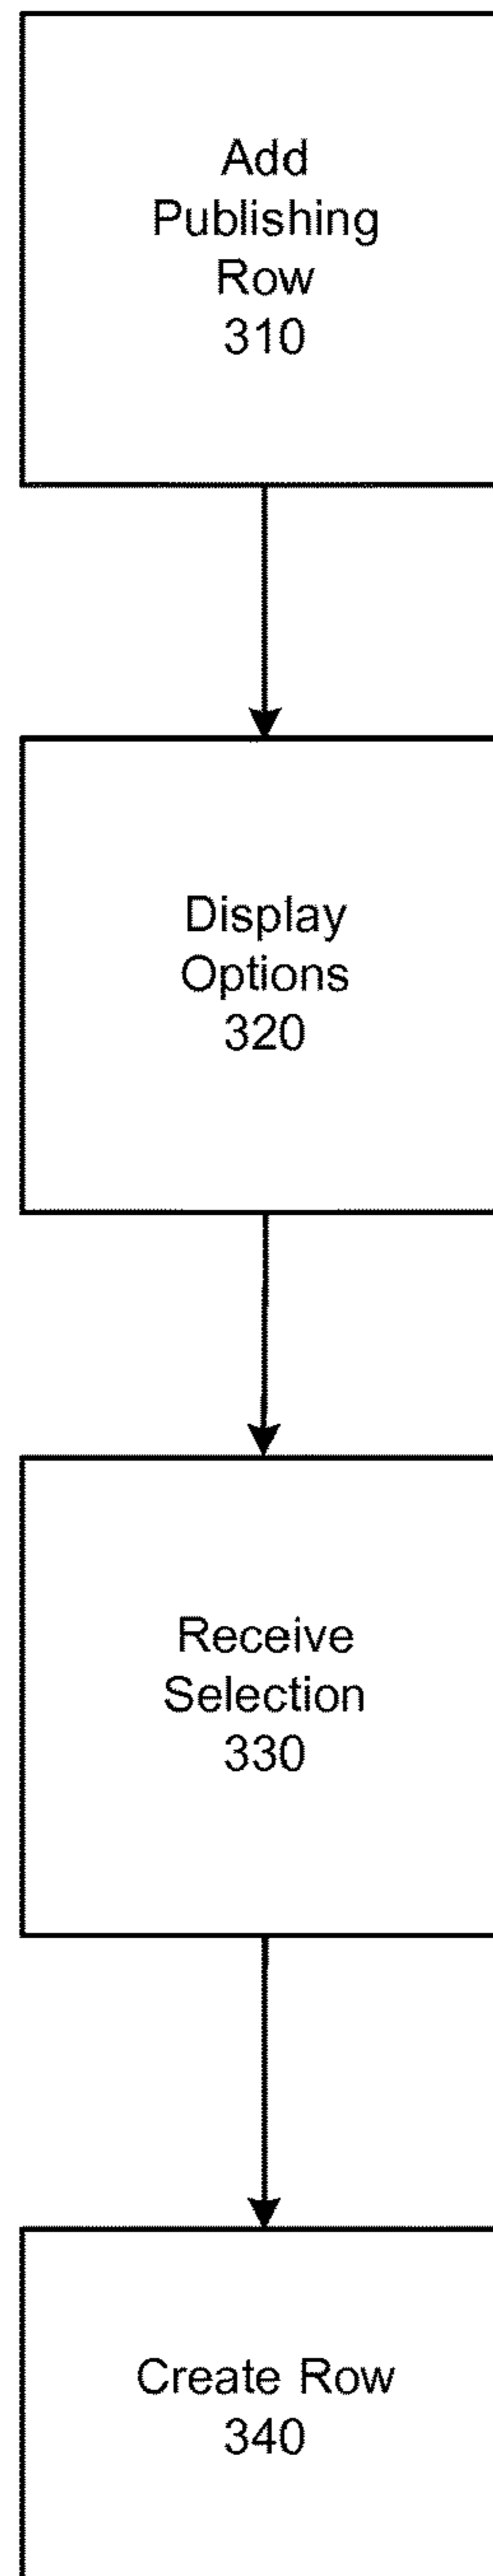 Add
Publishing
Row
310
Display
Options
320
Receive
Selection
330
Create Row
340